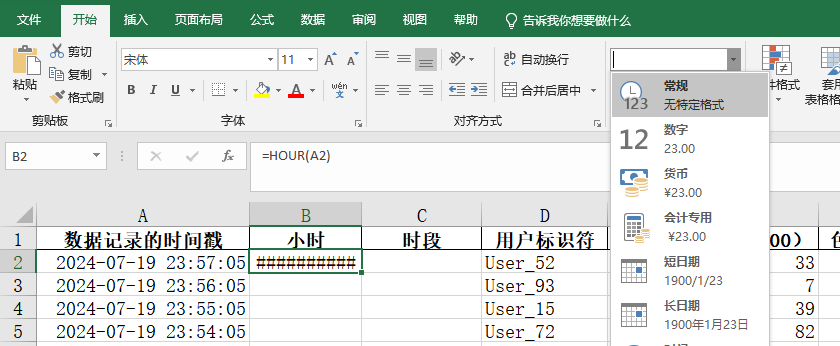 文件 开始 插入 页面布局 公式 数据 审阅 视图 帮助 告诉我你想要做什么
剪切
复制
格式刷
粘贴
剪贴板
宋体 11 A A
B I U A wén
字体
ab 自动换行
合并后居中
对齐方式
件格式
套用
表格格
B2 fx =HOUR(A2)
常规
无特定格式
123
12 数字
23.00
货币
¥23.00
会计专用
¥23.00
短日期
1900/1/23
长日期
1900年1月23日
A B C D
1 数据记录的时间戳 小时 时段 用户标识符 00)
2 2024-07-19 23:57:05 ########## User_52 33
3 2024-07-19 23:56:05 User_93 7
4 2024-07-19 23:55:05 User_15 39
5 2024-07-19 23:54:05 User_72 82